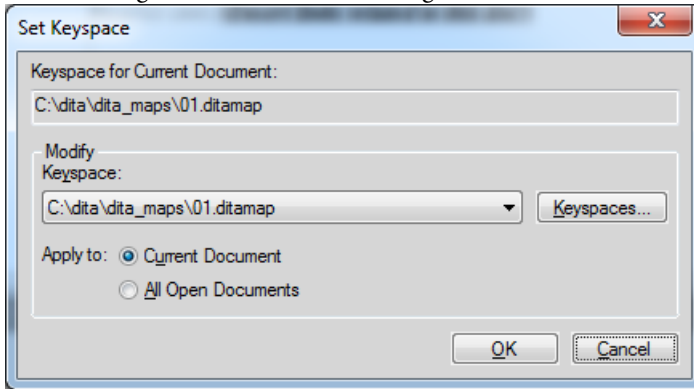 Set Keyspace
Keyspace for Current Document:
C:\dita\dita_maps\01.ditamap
Modify
Keyspace:
C:\dita\dita_maps\01.ditamap
Keyspaces...
Apply to: Current Document
All Open Documents
OK Cancel